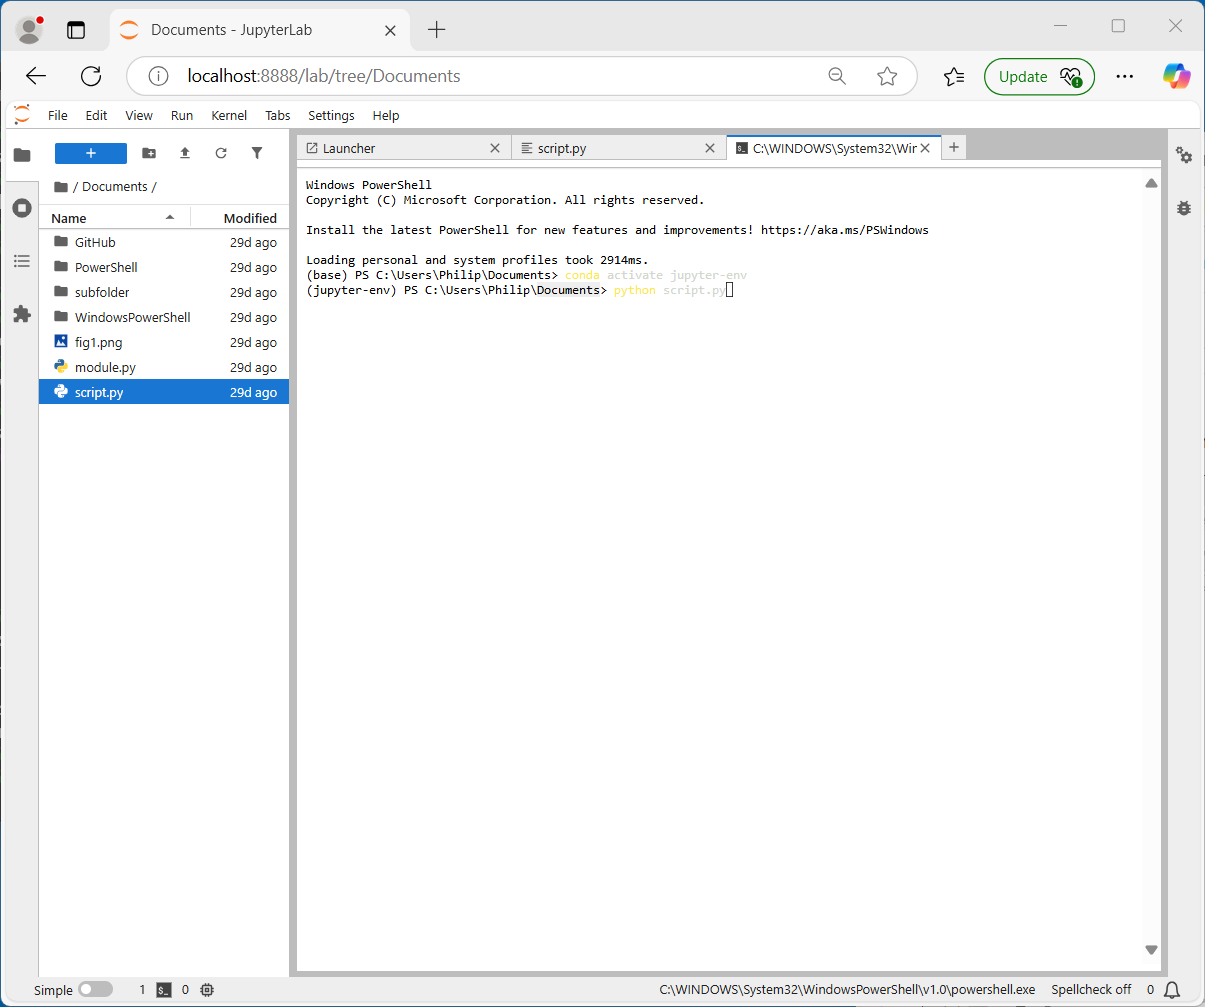 Documents - JupyterLab
localhost:8888/lab/tree/Documents
Update
File Edit View Run Kernel Tabs Settings Help
+
/ Documents /
Name Modified
GitHub 29d ago
PowerShell 29d ago
subfolder 29d ago
WindowsPowerShell 29d ago
fig1.png 29d ago
module.py 29d ago
script.py 29d ago
Launcher
script.py
C:\WINDOWS\System32\Wir
Windows PowerShell
Copyright (C) Microsoft Corporation. All rights reserved.
Install the latest PowerShell for new features and improvements! https://aka.ms/PSWindows
Loading personal and system profiles took 2914ms.
(base) PS C:\Users\Philip\Documents> conda activate jupyter-env
(jupyter-env) PS C:\Users\Philip\Documents> python script.py
Simple 1 $_ 0 C:\WINDOWS\System32\WindowsPowerShell\v1.0\powershell.exe Spellcheck off 0